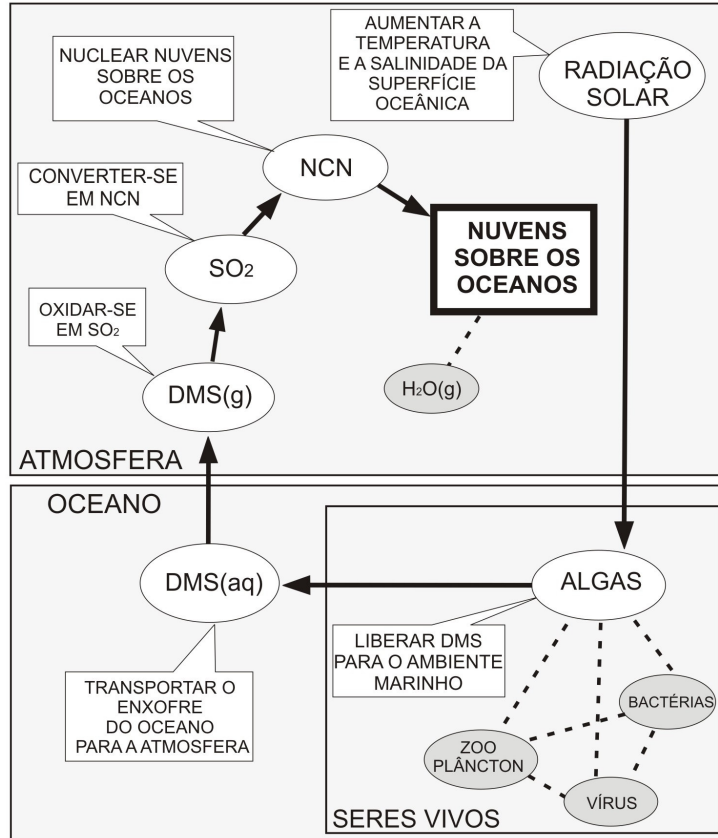 AUMENTAR A
TEMPERATURA
E A SALINIDADE DA
SUPERFÍCIE
OCEÂNICA
RADIAÇÃO
SOLAR
NUCLEAR NUVENS
SOBRE OS
OCEANOS
NCN
CONVERTER-SE
EM NCN
NUVENS
SOBRE OS
OCEANOS
SO2
OXIDAR-SE
EM SO2
H2O(g)
DMS(g)
ATMOSFERA
OCEANO
DMS(aq)
ALGAS
LIBERAR DMS
PARA O AMBIENTE
MARINHO
TRANSPORTAR O
ENXOFRE
DO OCEANO
PARA A ATMOSFERA
BACTÉRIAS
ZOO
PLÂNCTON
VÍRUS
SERES VIVOS